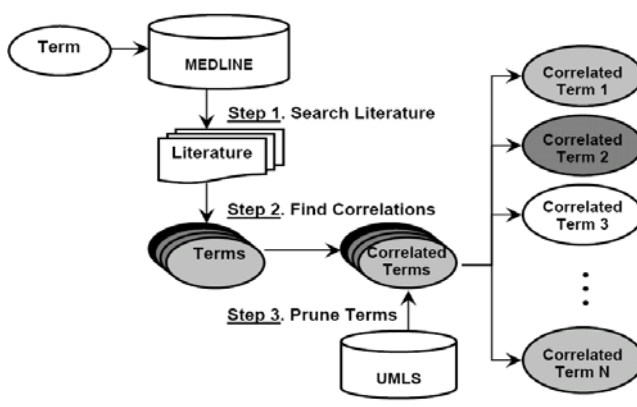 Term
MEDLINE
Step 1. Search Literature
Literature
Step 2. Find Correlations
Terms
Correlated
Terms
Step 3. Prune Terms
UMLS
Correlated
Term 1
Correlated
Term 2
Correlated
Term 3
Correlated
Term N